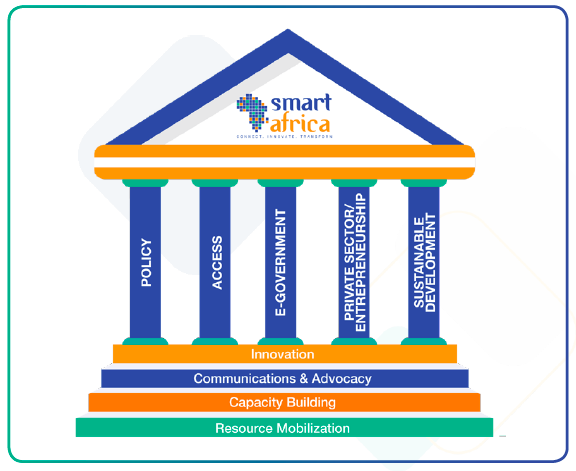 smart
africa
CONNECT. INNOVATE. TRANSFORM
POLICY
ACCESS
E-GOVERNMENT
PRIVATE SECTOR/
ENTREPRENEURSHIP
SUSTAINABLE
DEVELOPMENT
Innovation
Communications & Advocacy
Capacity Building
Resource Mobilization